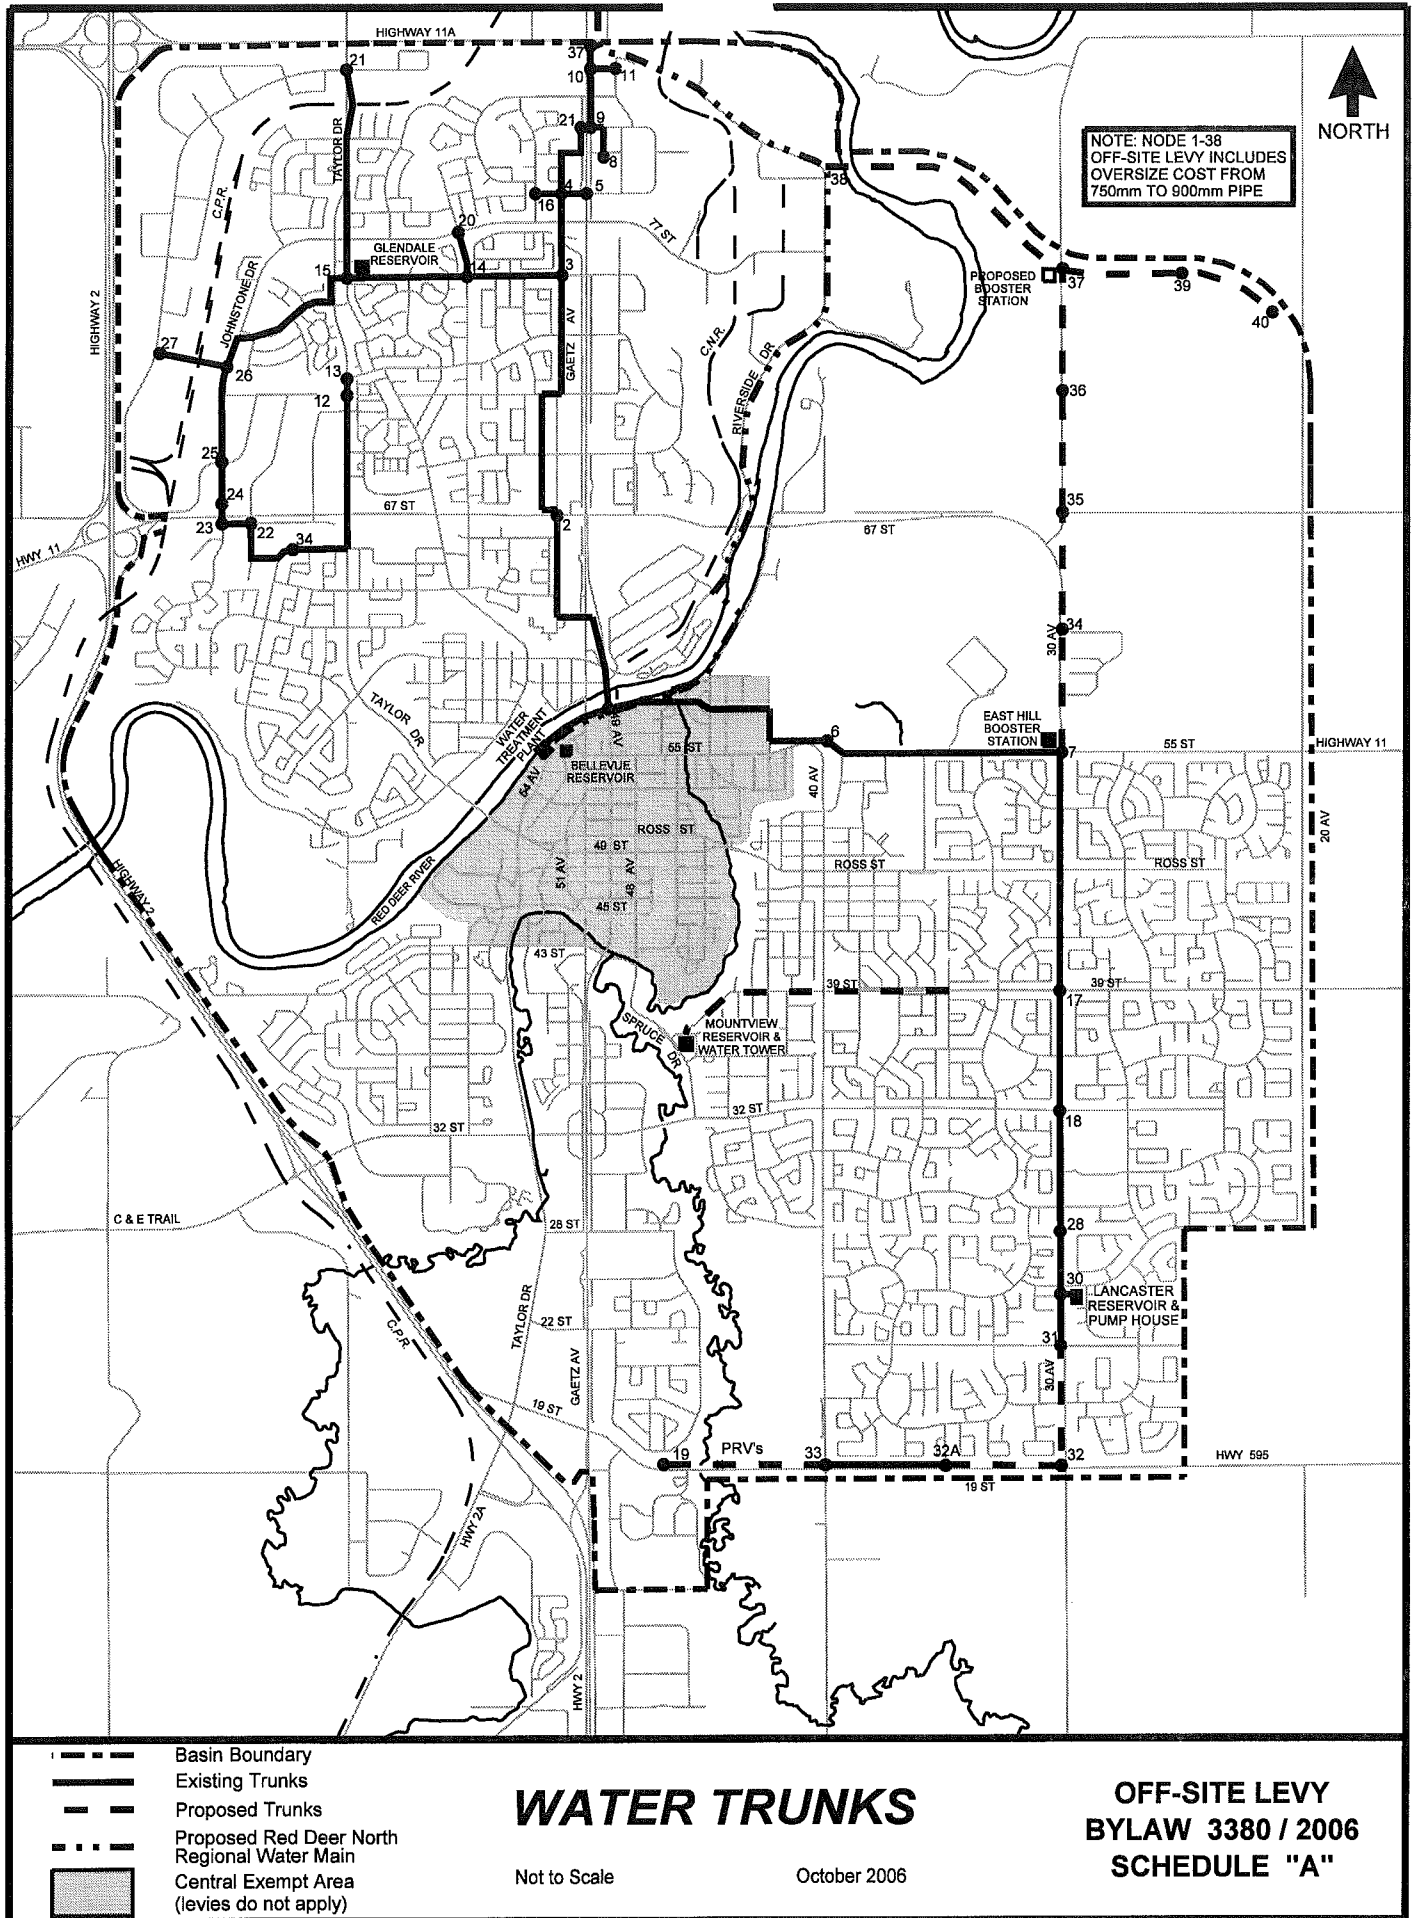 HIGHWAY 11A
37
21
10
11
NORTH
TAYLOR DR
21
9
8
NOTE: NODE 1-38
OFF-SITE LEVY INCLUDES
OVERSIZE COST FROM
750mm TO 900mm PIPE
C.P.R.
4
5
16
38
20
77 ST
GLENDALE
RESERVOIR
15
14
3
PROPOSED
BOOSTER
STATION
37
39
40
JOHNSTONE DR
HIGHWAY 2
GAETZ AV
C.N.R.
RIVERSIDE DR
27
26
13
12
36
25
24
23
22
67 ST
2
35
67 ST
HWY 11
34
34
30 AV
TAYLOR DR
WATER
TREATMENT
PLANT
48 AV
6
EAST HILL
BOOSTER
STATION
55 ST
7
55 ST
HIGHWAY 11
BELLEVUE
RESERVOIR
54 AV
40 AV
20 AV
ROSS ST
49 ST
ROSS ST
ROSS ST
51 AV
48 AV
45 ST
HIGHWAY 2
RED DEER RIVER
43 ST
39 ST
17
39 ST
SPRUCE DR
MOUNTVIEW
RESERVOIR &
WATER TOWER
32 ST
32 ST
18
C & E TRAIL
28 ST
28
30
LANCASTER
RESERVOIR &
PUMP HOUSE
TAYLOR DR
22 ST
C.P.R.
31
GAETZ AV
30 AV
19 ST
19
PRV's
33
32A
32
HWY 595
19 ST
HWY 2A
HWY 2
Basin Boundary
Existing Trunks
Proposed Trunks
Proposed Red Deer North
Regional Water Main
Central Exempt Area
(levies do not apply)
WATER TRUNKS
Not to Scale
October 2006
OFF-SITE LEVY
BYLAW 3380 / 2006
SCHEDULE "A"